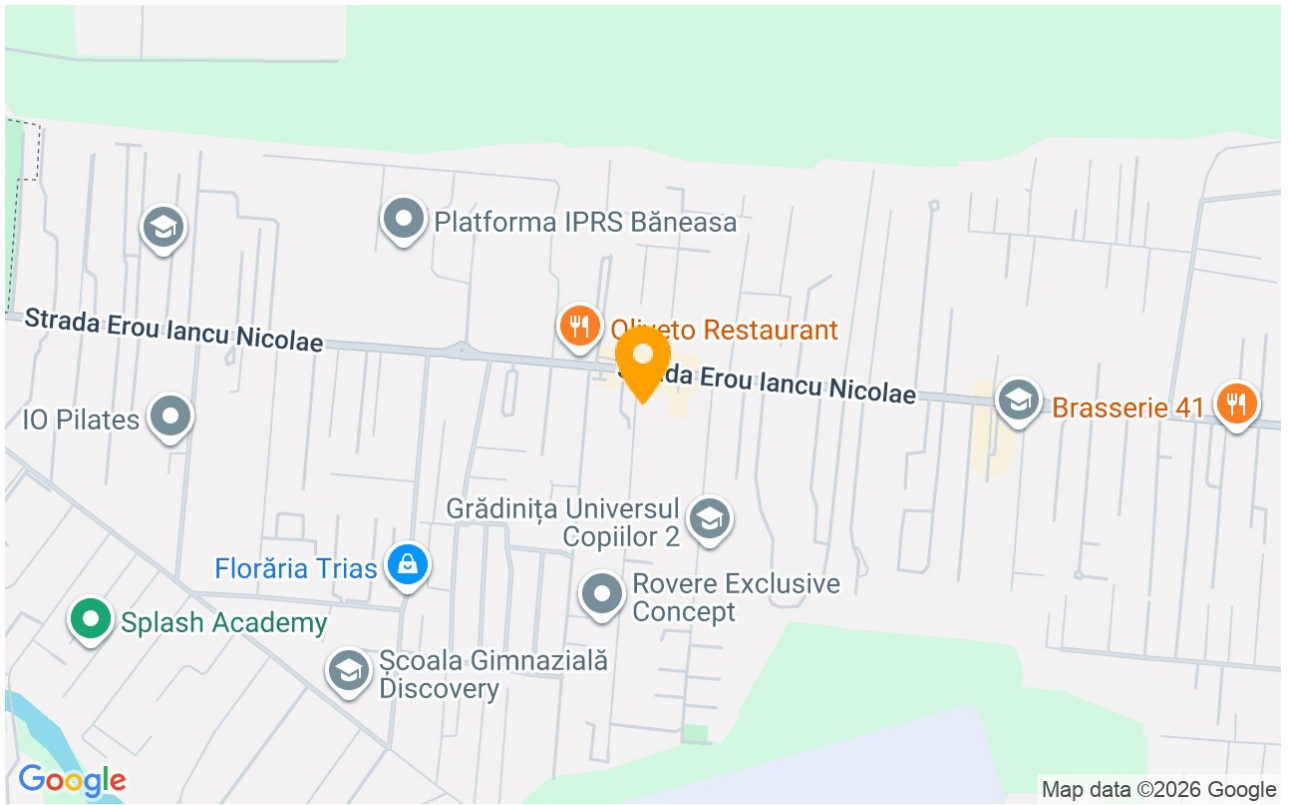 Platforma IPRS Băneasa
Strada Erou Iancu Nicolae
Oliveto Restaurant
Erou Iancu Nicolae
IO Pilates
Brasserie 41
Grădinița Universul
Copiilor 2
Florăria Trias
Rovere Exclusive
Concept
Splash Academy
Școala Gimnazială
Discovery
Google
Map data ©2026 Google